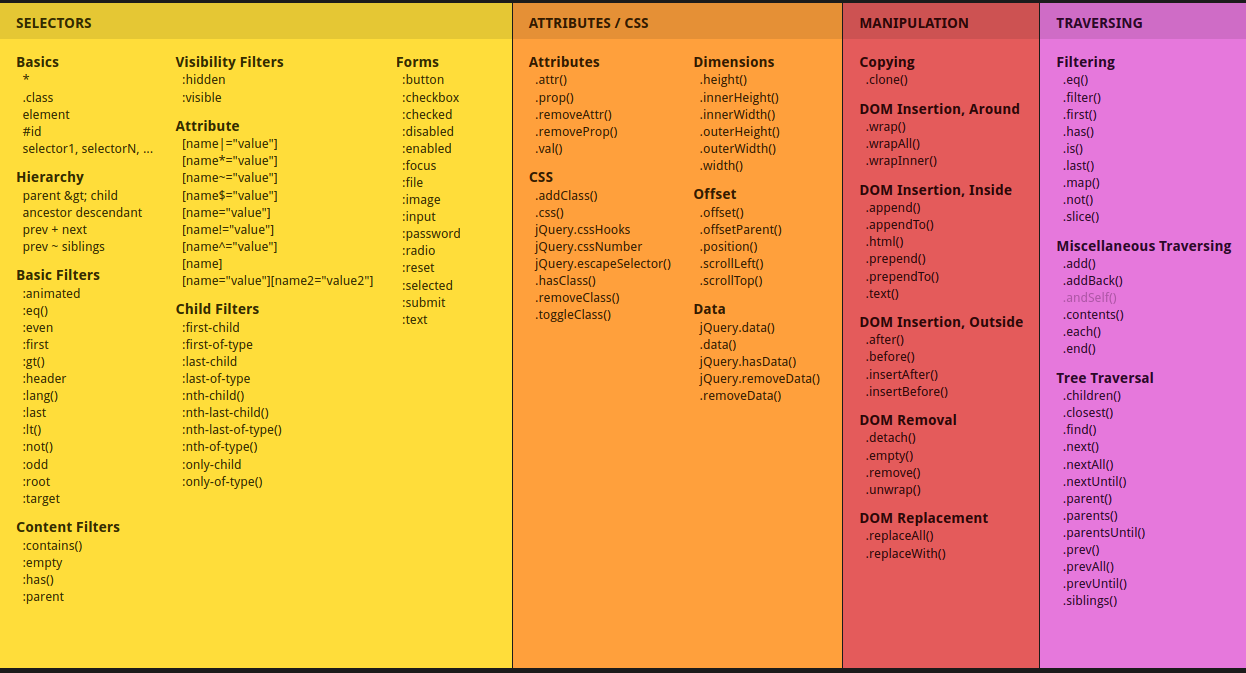 SELECTORS
Basics
*
.class
element
#id
selector1, selectorN, ...
Hierarchy
parent &gt; child
ancestor descendant
prev + next
prev ~ siblings
Basic Filters
:animated
:eq()
:even
:first
:gt()
:header
:lang()
:last
:lt()
:not()
:odd
:root
:target
Content Filters
:contains()
:empty
:has()
:parent
Visibility Filters
:hidden
:visible
Attribute
[name|="value"]
[name*="value"]
[name~="value"]
[name$="value"]
[name="value"]
[name!="value"]
[name^="value"]
[name]
[name="value"][name2="value2"]
Child Filters
:first-child
:first-of-type
:last-child
:last-of-type
:nth-child()
:nth-last-child()
:nth-last-of-type()
:nth-of-type()
:only-child
:only-of-type()
Forms
:button
:checkbox
:checked
:disabled
:enabled
:focus
:file
:image
:input
:password
:radio
:reset
:selected
:submit
:text
ATTRIBUTES / CSS
Attributes
.attr()
.prop()
.removeAttr()
.removeProp()
.val()
CSS
.addClass()
.css()
jQuery.cssHooks
jQuery.cssNumber
jQuery.escapeSelector()
.hasClass()
.removeClass()
.toggleClass()
Dimensions
.height()
.innerHeight()
.innerWidth()
.outerHeight()
.outerWidth()
.width()
Offset
.offset()
.offsetParent()
.position()
.scrollLeft()
.scrollTop()
Data
jQuery.data()
.data()
jQuery.hasData()
jQuery.removeData()
.removeData()
MANIPULATION
Copying
.clone()
DOM Insertion, Around
.wrap()
.wrapAll()
.wrapInner()
DOM Insertion, Inside
.append()
.appendTo()
.html()
.prepend()
.prependTo()
.text()
DOM Insertion, Outside
.after()
.before()
.insertAfter()
.insertBefore()
DOM Removal
.detach()
.empty()
.remove()
.unwrap()
DOM Replacement
.replaceAll()
.replaceWith()
TRAVERSING
Filtering
.eq()
.filter()
.first()
.has()
.is()
.last()
.map()
.not()
.slice()
Miscellaneous Traversing
.add()
.addBack()
.andSelf()
.contents()
.each()
.end()
Tree Traversal
.children()
.closest()
.find()
.next()
.nextAll()
.nextUntil()
.parent()
.parents()
.parentsUntil()
.prev()
.prevAll()
.prevUntil()
.siblings()